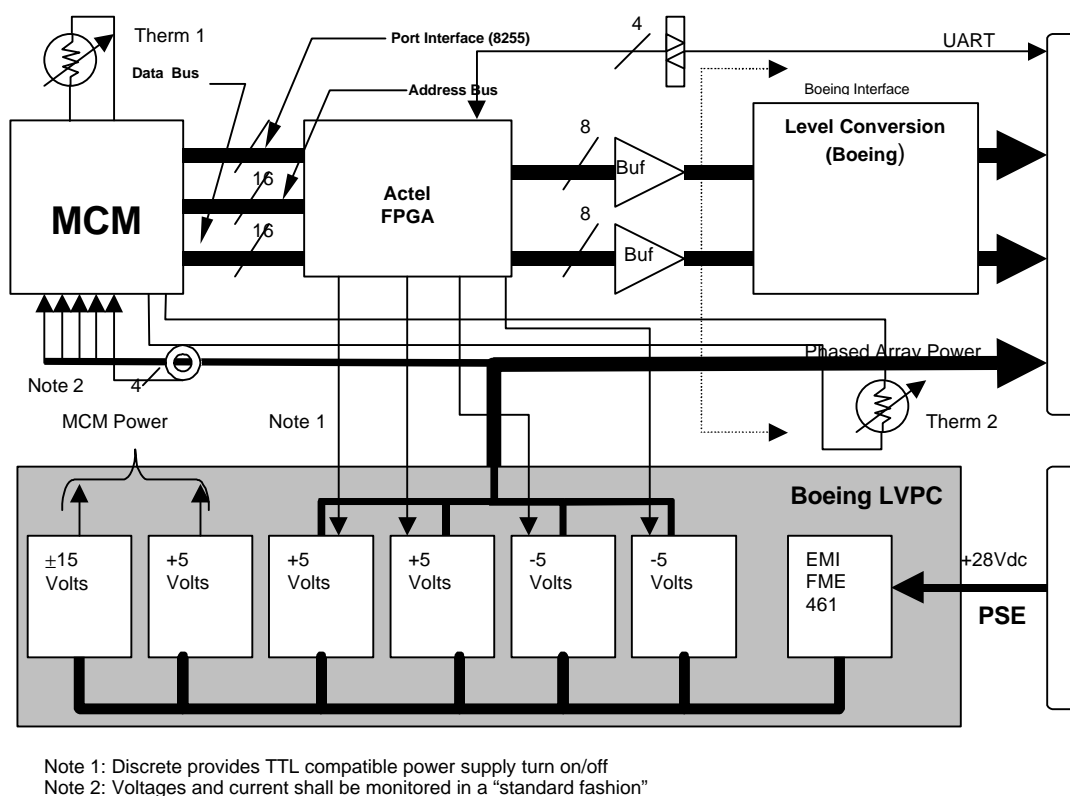 4
Therm 1
Port Interface (8255)
UART
Data Bus
Address Bus
Boeing Interface
MCM
16
16
Actel
FPGA
8
Buf
8
Buf
Level Conversion
(Boeing)
Phased Array Power
Note 2
4
MCM Power
Note 1
Therm 2
Boeing LVPC
±15
Volts
+5
Volts
+5
Volts
+5
Volts
-5
Volts
-5
Volts
EMI
FME
461
+28Vdc
PSE
Note 1: Discrete provides TTL compatible power supply turn on/off
Note 2: Voltages and current shall be monitored in a “standard fashion”